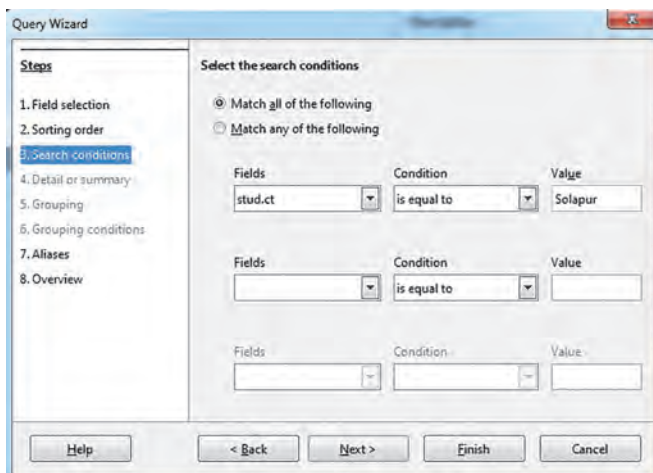 Query Wizard
Steps
1. Field selection
2. Sorting order
3. Search conditions
4. Detail or summary
5. Grouping
6. Grouping conditions
7. Aliases
8. Overview
Select the search conditions
Match all of the following
Match any of the following
Fields Condition Value
stud.ct is equal to Solapur
Fields Condition Value
is equal to
Fields Condition Value
Help < Back Next > Finish Cancel